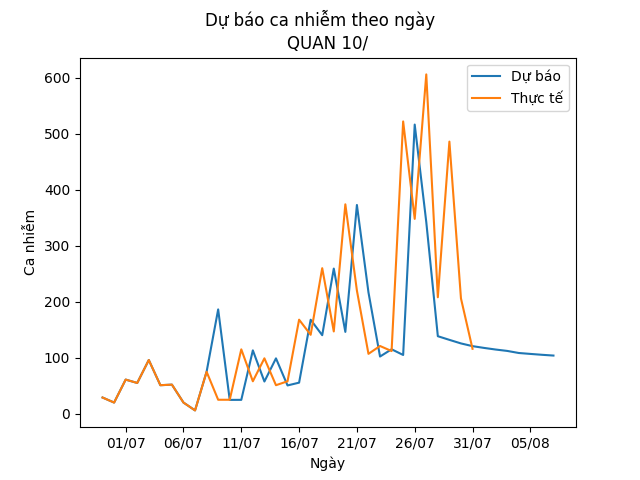 Dự báo ca nhiễm theo ngày
QUAN 10/
Dự báo
Thực tế
600
500
400
300
200
100
0
Ca nhiễm
01/07 06/07 11/07 16/07 21/07 26/07 31/07 05/08
Ngày